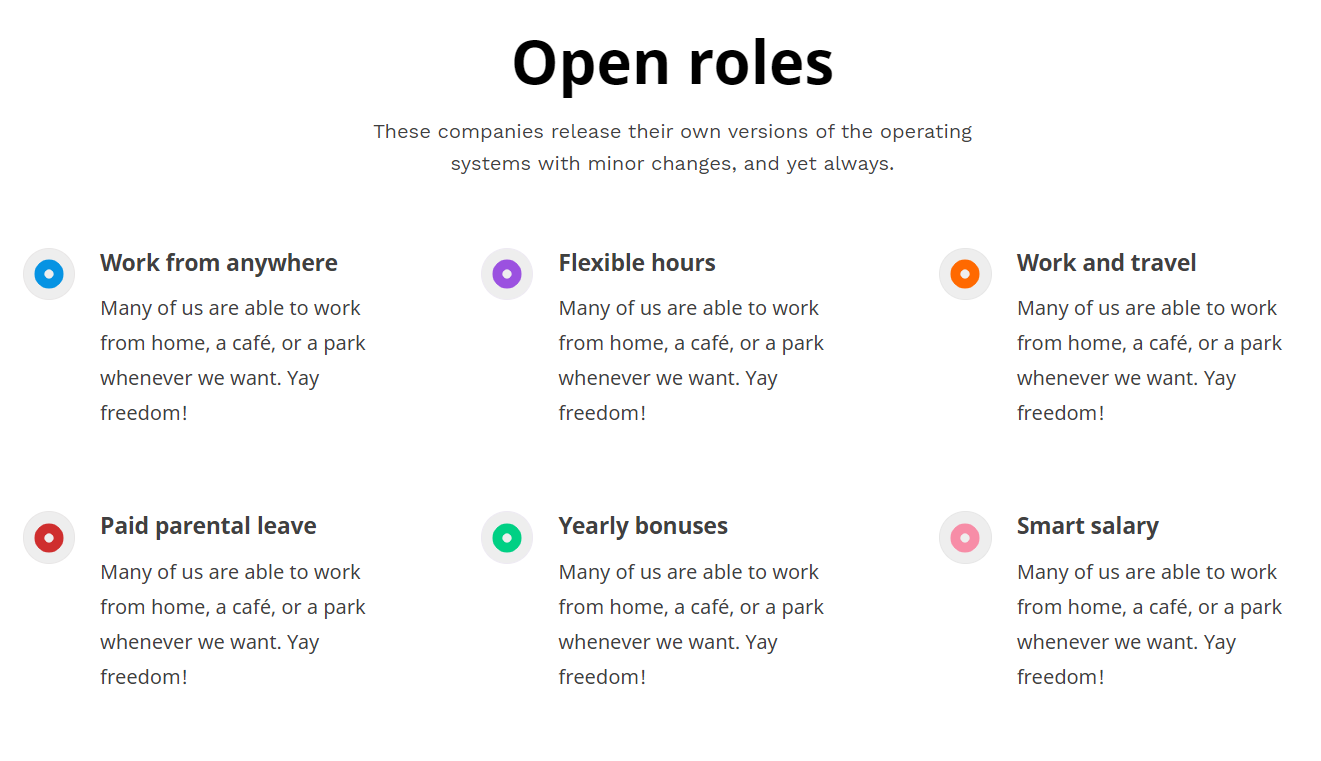 Open roles
These companies release their own versions of the operating
systems with minor changes, and yet always.
Work from anywhere
Many of us are able to work
from home, a café, or a park
whenever we want. Yay
freedom!
Flexible hours
Many of us are able to work
from home, a café, or a park
whenever we want. Yay
freedom!
Work and travel
Many of us are able to work
from home, a café, or a park
whenever we want. Yay
freedom!
Paid parental leave
Many of us are able to work
from home, a café, or a park
whenever we want. Yay
freedom!
Yearly bonuses
Many of us are able to work
from home, a café, or a park
whenever we want. Yay
freedom!
Smart salary
Many of us are able to work
from home, a café, or a park
whenever we want. Yay
freedom!